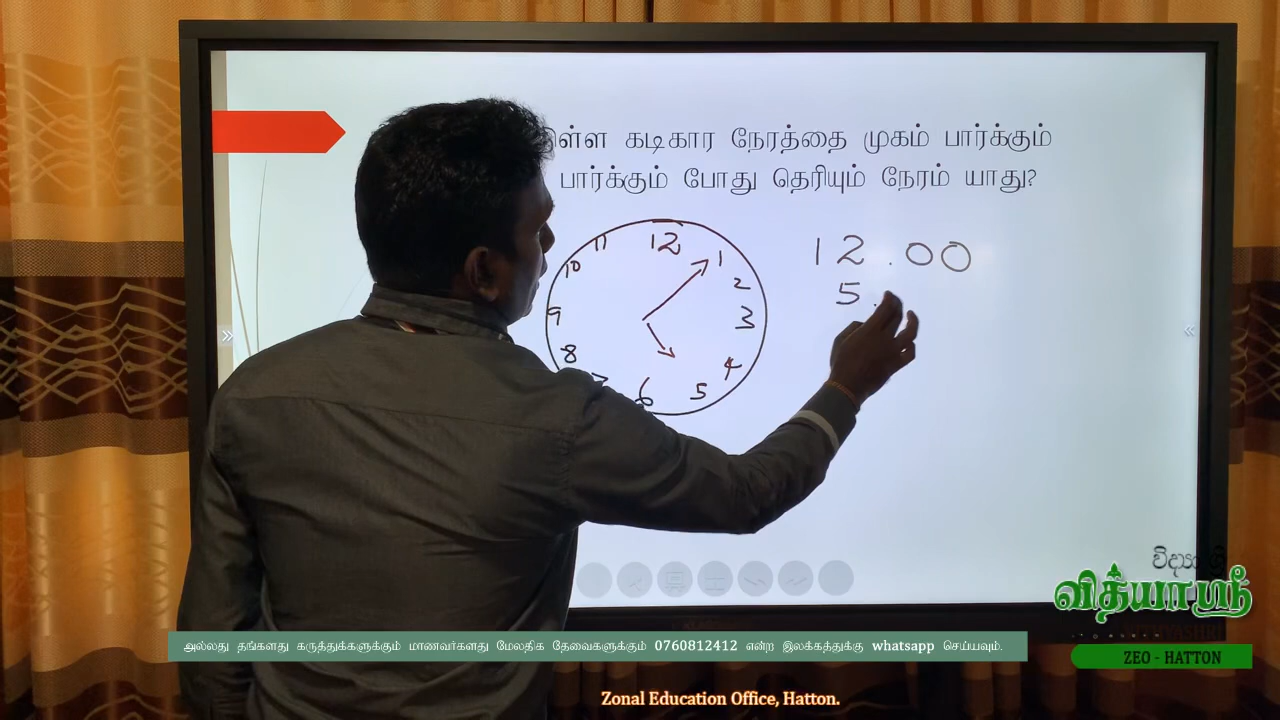 கடிகார நேரத்தை முகம் பார்க்கும்
பார்க்கும் போது தெரியும் நேரம் யாது?
12
11
1
10
2
9
3
8
4
6
5
12.00
5.
வித்யாஸ்ரீ
ZEO - HATTON
அல்லது தங்களது கருத்துக்களுக்கும் மாணவர்களது மேலதிக தேவைகளுக்கும் 0760812412 என்ற இலக்கத்துக்கு whatsapp செய்யவும்.
Zonal Education Office, Hatton.